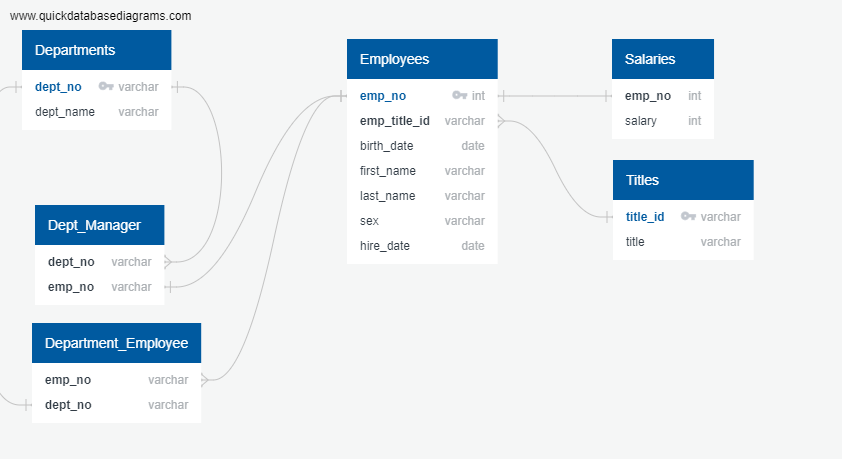 www.quickdatabasediagrams.com
Departments
dept_no varchar
dept_name varchar
Dept_Manager
dept_no varchar
emp_no varchar
Department_Employee
emp_no varchar
dept_no varchar
Employees
emp_no int
emp_title_id varchar
birth_date date
first_name varchar
last_name varchar
sex varchar
hire_date date
Salaries
emp_no int
salary int
Titles
title_id varchar
title varchar